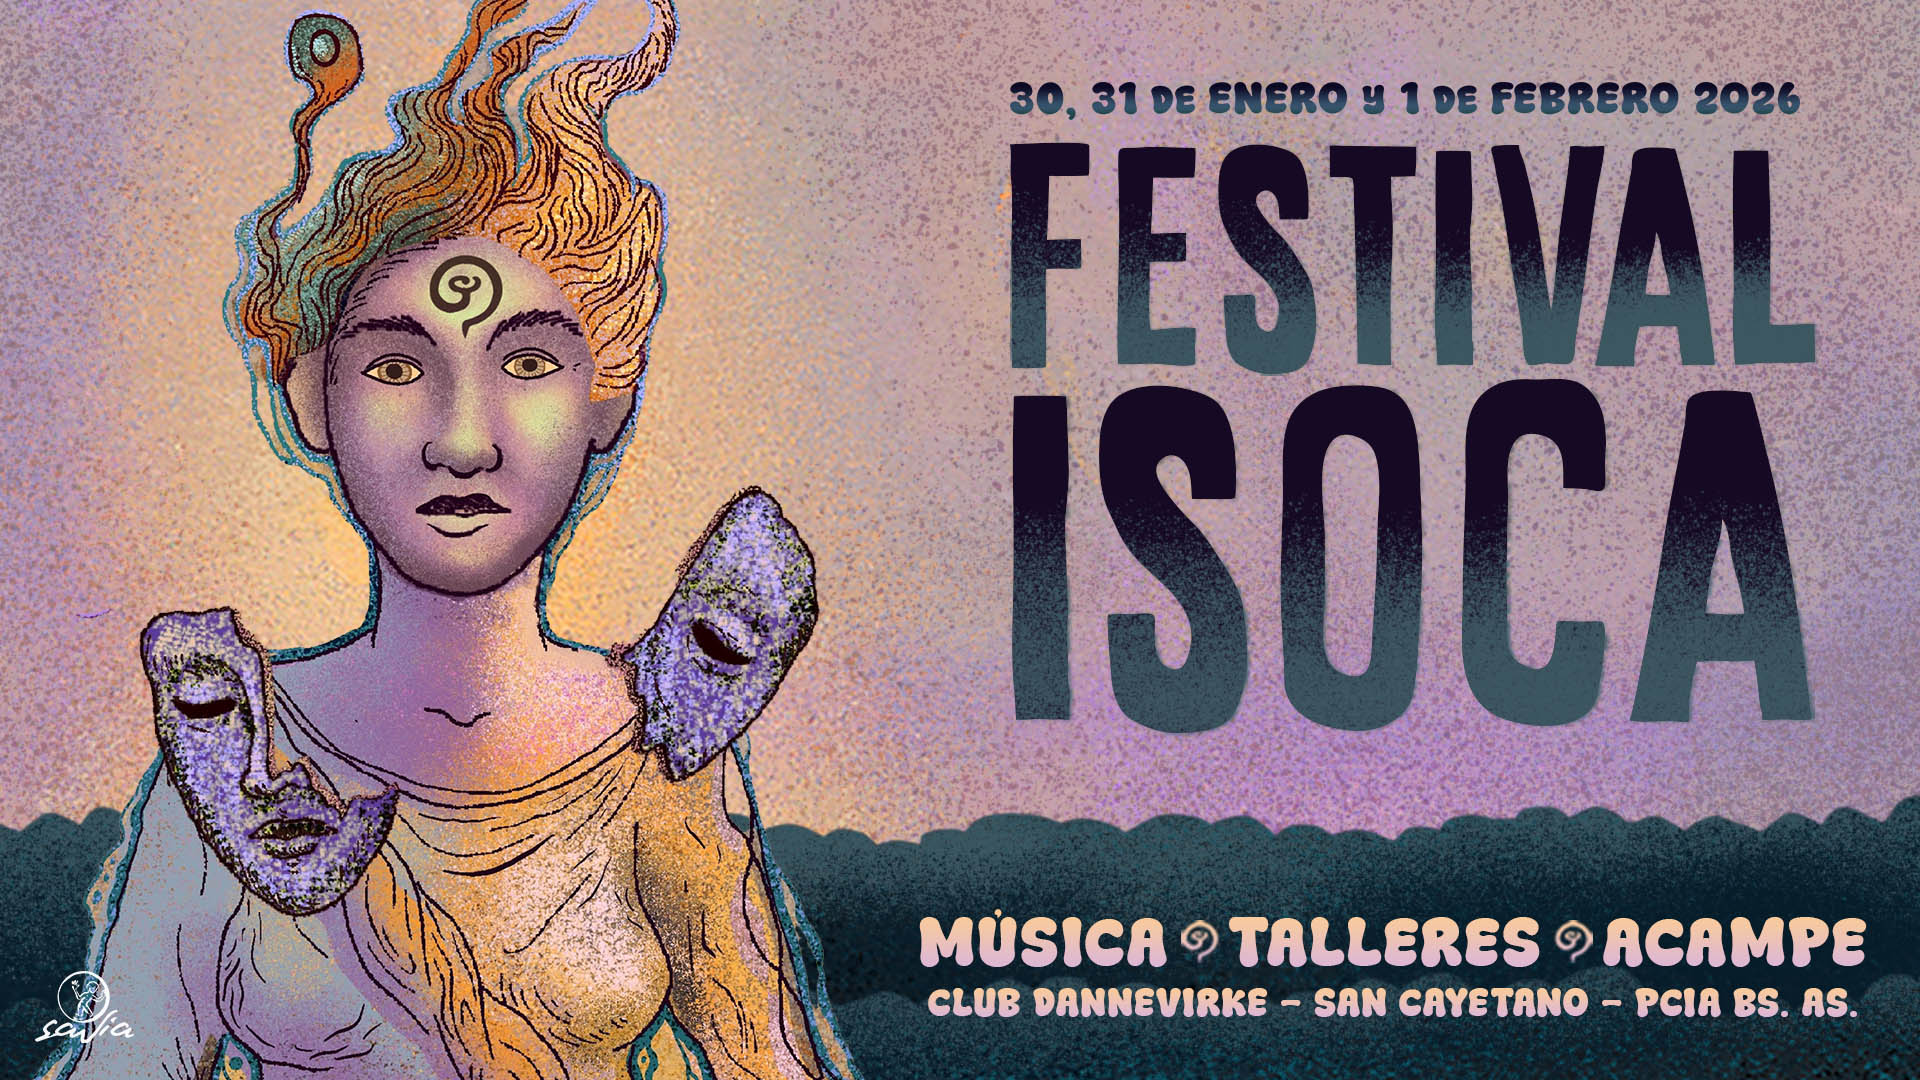 30, 31 DE ENERO y 1 DE FEBRERO 2026
FESTIVAL
ISOCA
MÚSICA TALLERES ACAMPE
CLUB DANNEVIRKE - SAN CAYETANO - PCIA BS. AS.